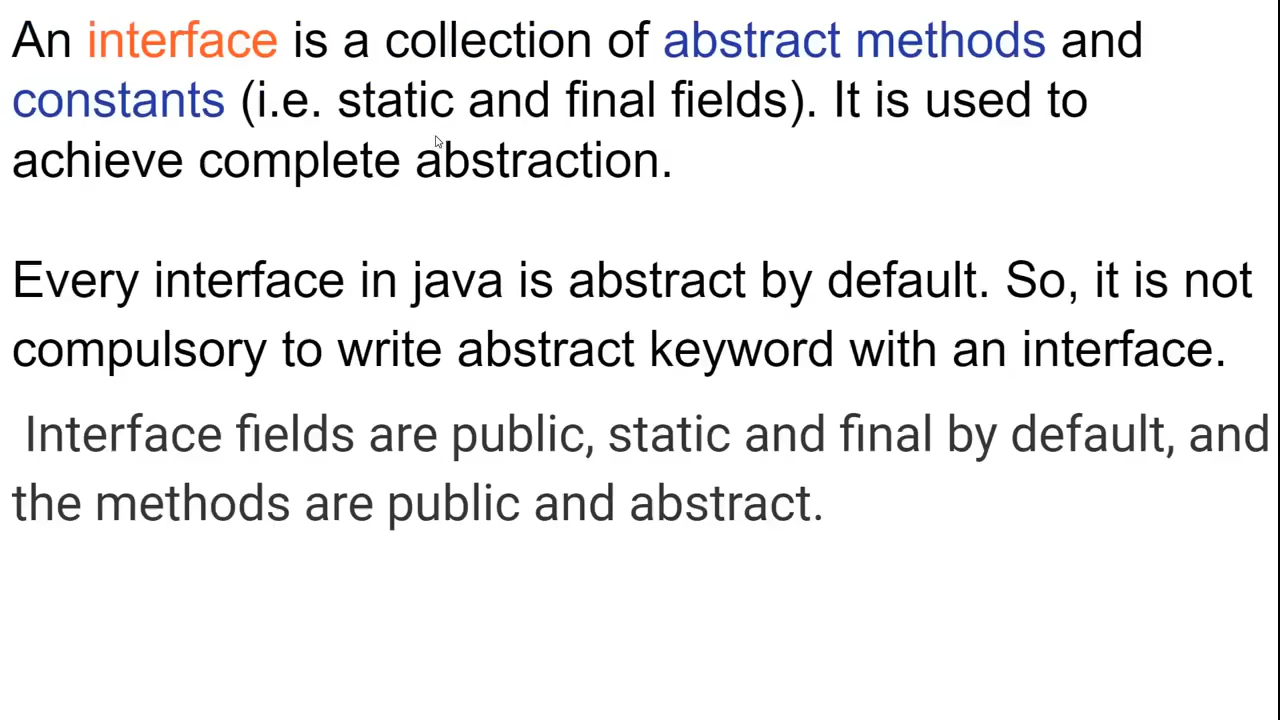 An interface is a collection of abstract methods and
constants (i.e. static and final fields). It is used to
achieve complete abstraction.
Every interface in java is abstract by default. So, it is not
compulsory to write abstract keyword with an interface.
Interface fields are public, static and final by default, and
the methods are public and abstract.